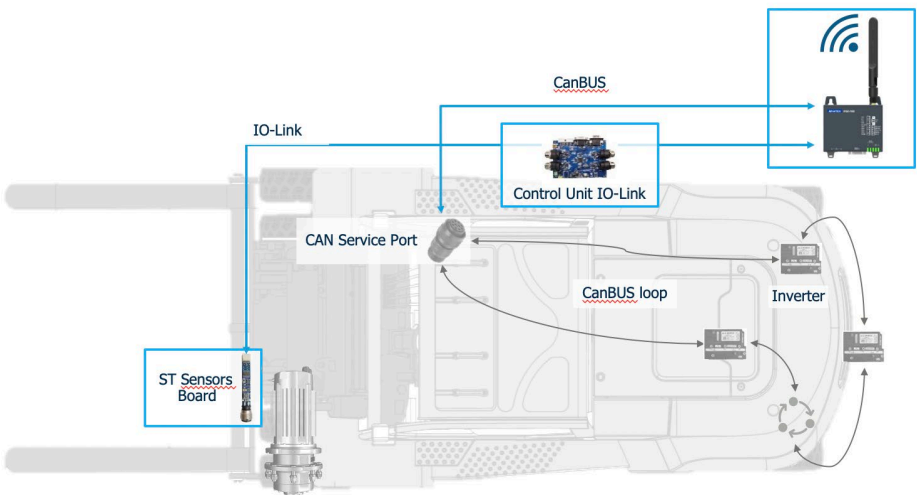 CanBUS
IO-Link
Control Unit IO-Link
CAN Service Port
CanBUS loop
Inverter
ST Sensors
Board